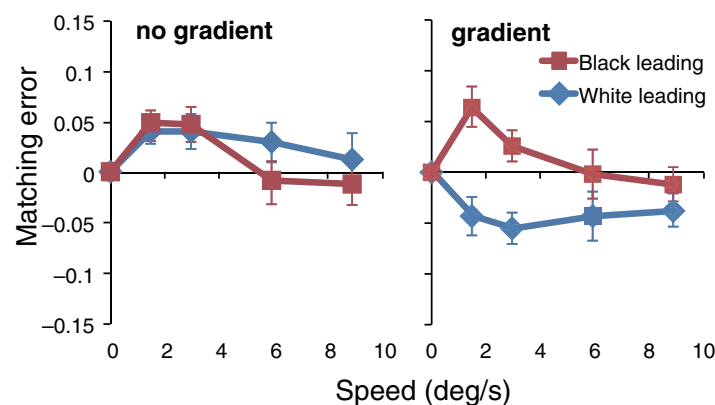 no gradient
gradient
Black leading
White leading
Matching error
0.15
0.1
0.05
0
−0.05
−0.1
−0.15
0 2 4 6 8 10
0 2 4 6 8 10
Speed (deg/s)